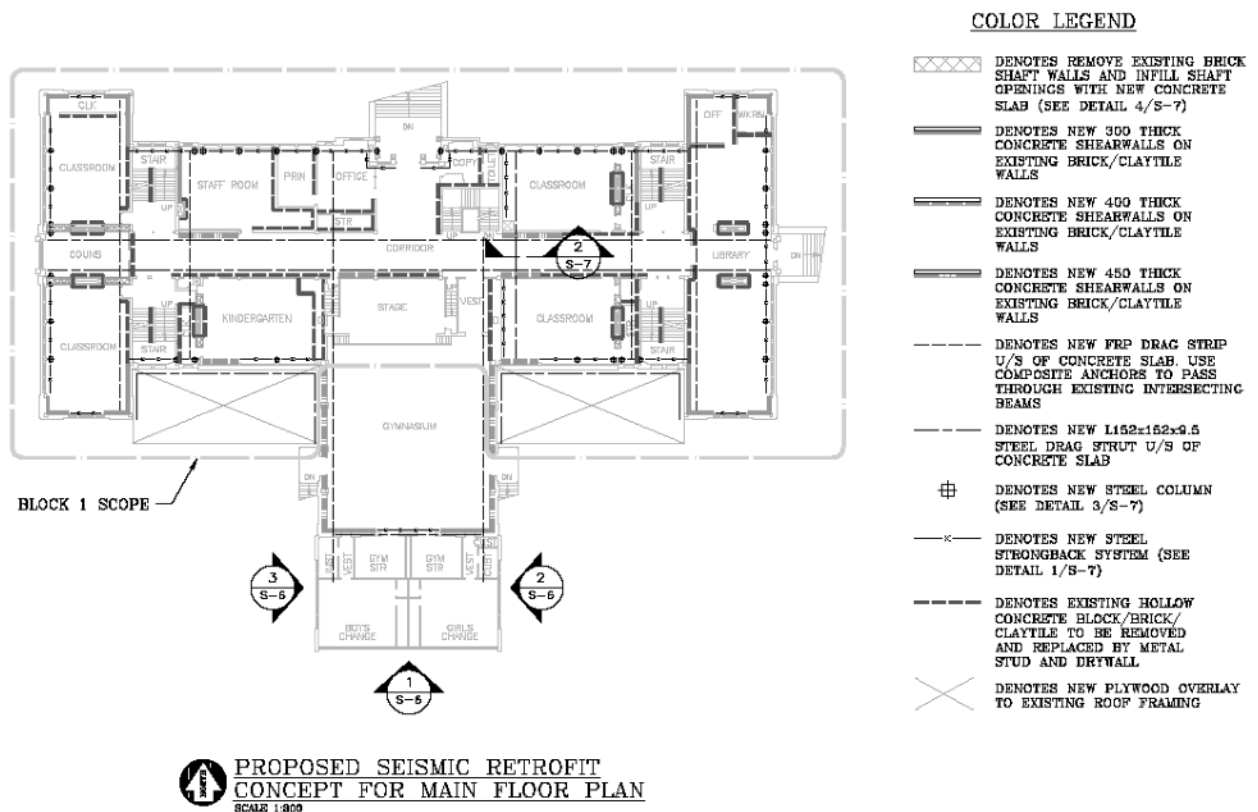 COLOR LEGEND
DENOTES REMOVE EXISTING BRICK
SHAFT WALLS AND INFILL SHAFT
OPENINGS WITH NEW CONCRETE
SLAB (SEE DETAIL 4/S-7)
DENOTES NEW 300 THICK
CONCRETE SHEARWALLS ON
EXISTING BRICK/CLAYTILE
WALLS
DENOTES NEW 400 THICK
CONCRETE SHEARWALLS ON
EXISTING BRICK/CLAYTILE
WALLS
DENOTES NEW 450 THICK
CONCRETE SHEARWALLS ON
EXISTING BRICK/CLAYTILE
WALLS
DENOTES NEW FRP DRAG STRIP
U/S OF CONCRETE SLAB. USE
COMPOSITE ANCHORS TO PASS
THROUGH EXISTING INTERSECTING
BEAMS
DENOTES NEW L152x152x9.5
STEEL DRAG STRUT U/S OF
CONCRETE SLAB
DENOTES NEW STEEL COLUMN
(SEE DETAIL 3/S-7)
DENOTES NEW STEEL
STRONGBACK SYSTEM (SEE
DETAIL 1/S-7)
DENOTES EXISTING HOLLOW
CONCRETE BLOCK/BRICK/
CLAYTILE TO BE REMOVED
AND REPLACED BY METAL
STUD AND DRYWALL
DENOTES NEW PLYWOOD OVERLAY
TO EXISTING ROOF FRAMING
CLK
OFF
WKRM
DN
CLASSROOM
STAIR
STAFF ROOM
PRIN
OFFICE
COPY
CLASSROOM
STAIR
UP
STR
UP
UP
COUNS
CORRIDOR
2
S-7
LIBRARY
DN
UP
STAGE
UP
VEST
UP
KINDERGARTEN
CLASSROOM
CLASSROOM
STAIR
STAIR
GYMNASIUM
BLOCK 1 SCOPE
DN
DN
3
S-6
VEST
GYM
STR
GYM
STR
VEST
CUST
2
S-6
BOYS
CHANGE
GIRLS
CHANGE
1
S-6
PROPOSED SEISMIC RETROFIT
CONCEPT FOR MAIN FLOOR PLAN
SCALE 1:300